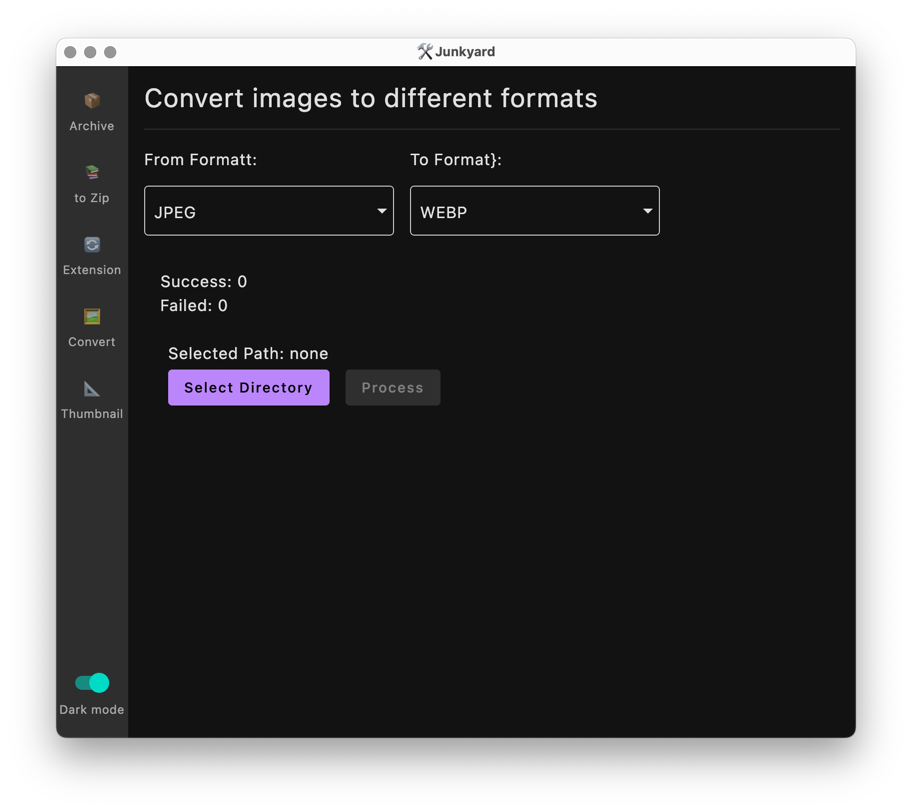 🛠️Junkyard
Archive
to Zip
Extension
Convert
Thumbnail
Dark mode
Convert images to different formats
From Formatt:
To Format}:
JPEG
WEBP
Success: 0
Failed: 0
Selected Path: none
Select Directory
Process